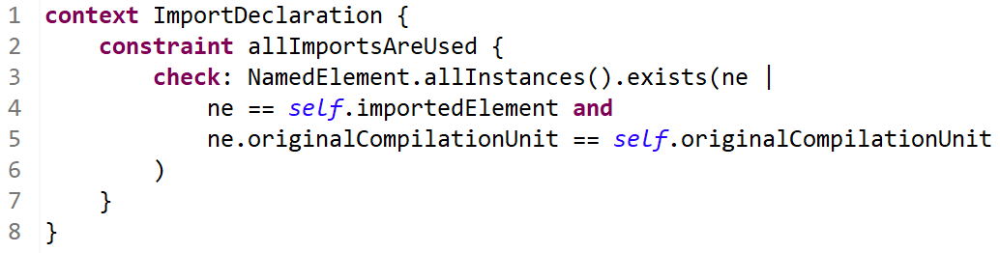 1 context ImportDeclaration {
2     constraint allImportsAreUsed {
3         check: NamedElement.allInstances().exists(ne |
4             ne == self.importedElement and
5             ne.originalCompilationUnit == self.originalCompilationUnit
6         )
7     }
8 }